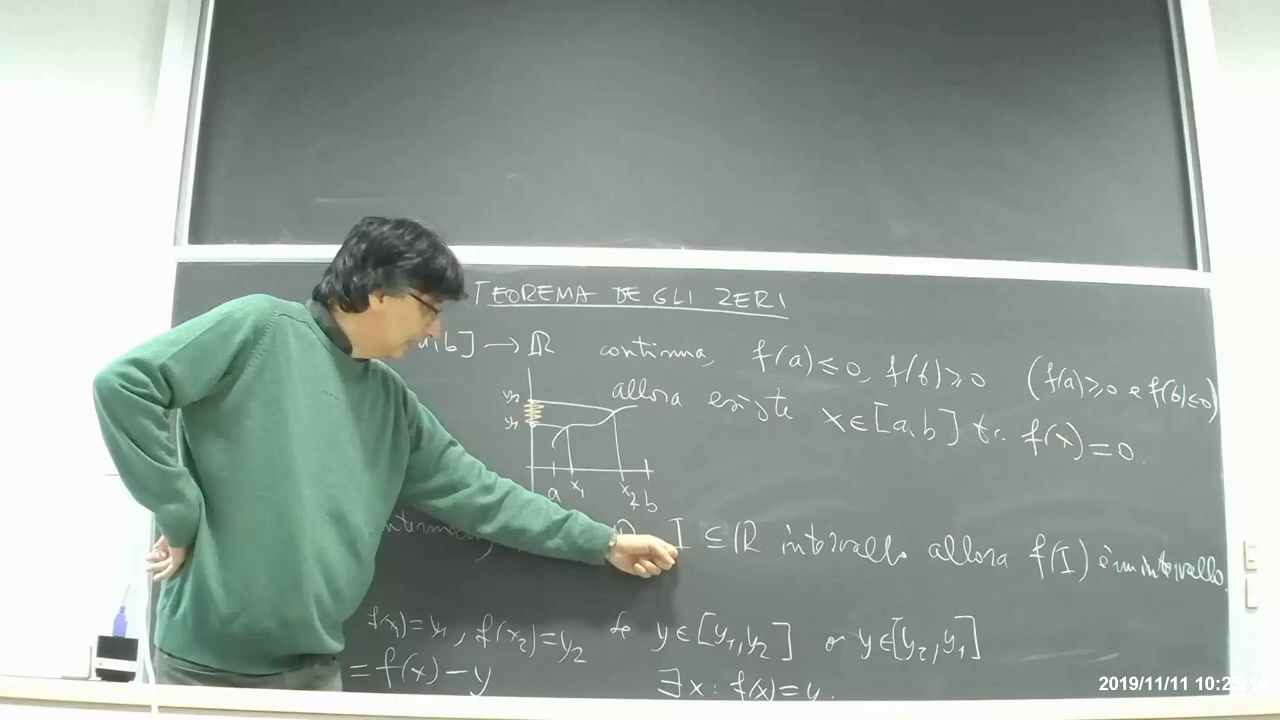 TEOREMA DEGLI ZERI
,b] → ℝ continua, f(a) ≤ 0, f(b) ≥ 0 (f(a) ≥ 0 e f(b) ≤ 0)
allora esiste x ∈ [a,b] t.c. f(x) = 0.
y₂
y₁
a x₁ x₂ b
I ⊆ ℝ intervallo allora f(I) è un intervallo
f(x₁) = y₁, f(x₂) = y₂ se y ∈ [y₁,y₂] o y ∈ [y₂,y₁]
= f(x) − y ∃ x : f(x) = y.
2019/11/11 10:25:14